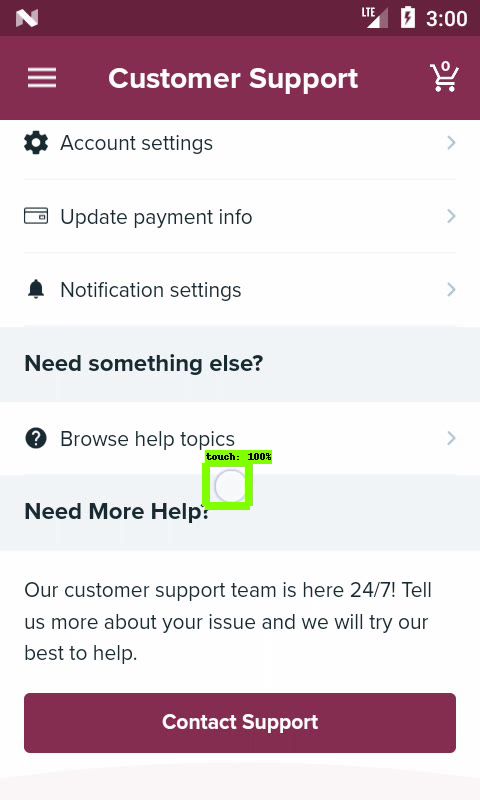 LTE 3:00
Customer Support
0
Account settings
Update payment info
Notification settings
Need something else?
Browse help topics
touch: 100%
Need More Help?
Our customer support team is here 24/7! Tell
us more about your issue and we will try our
best to help.
Contact Support